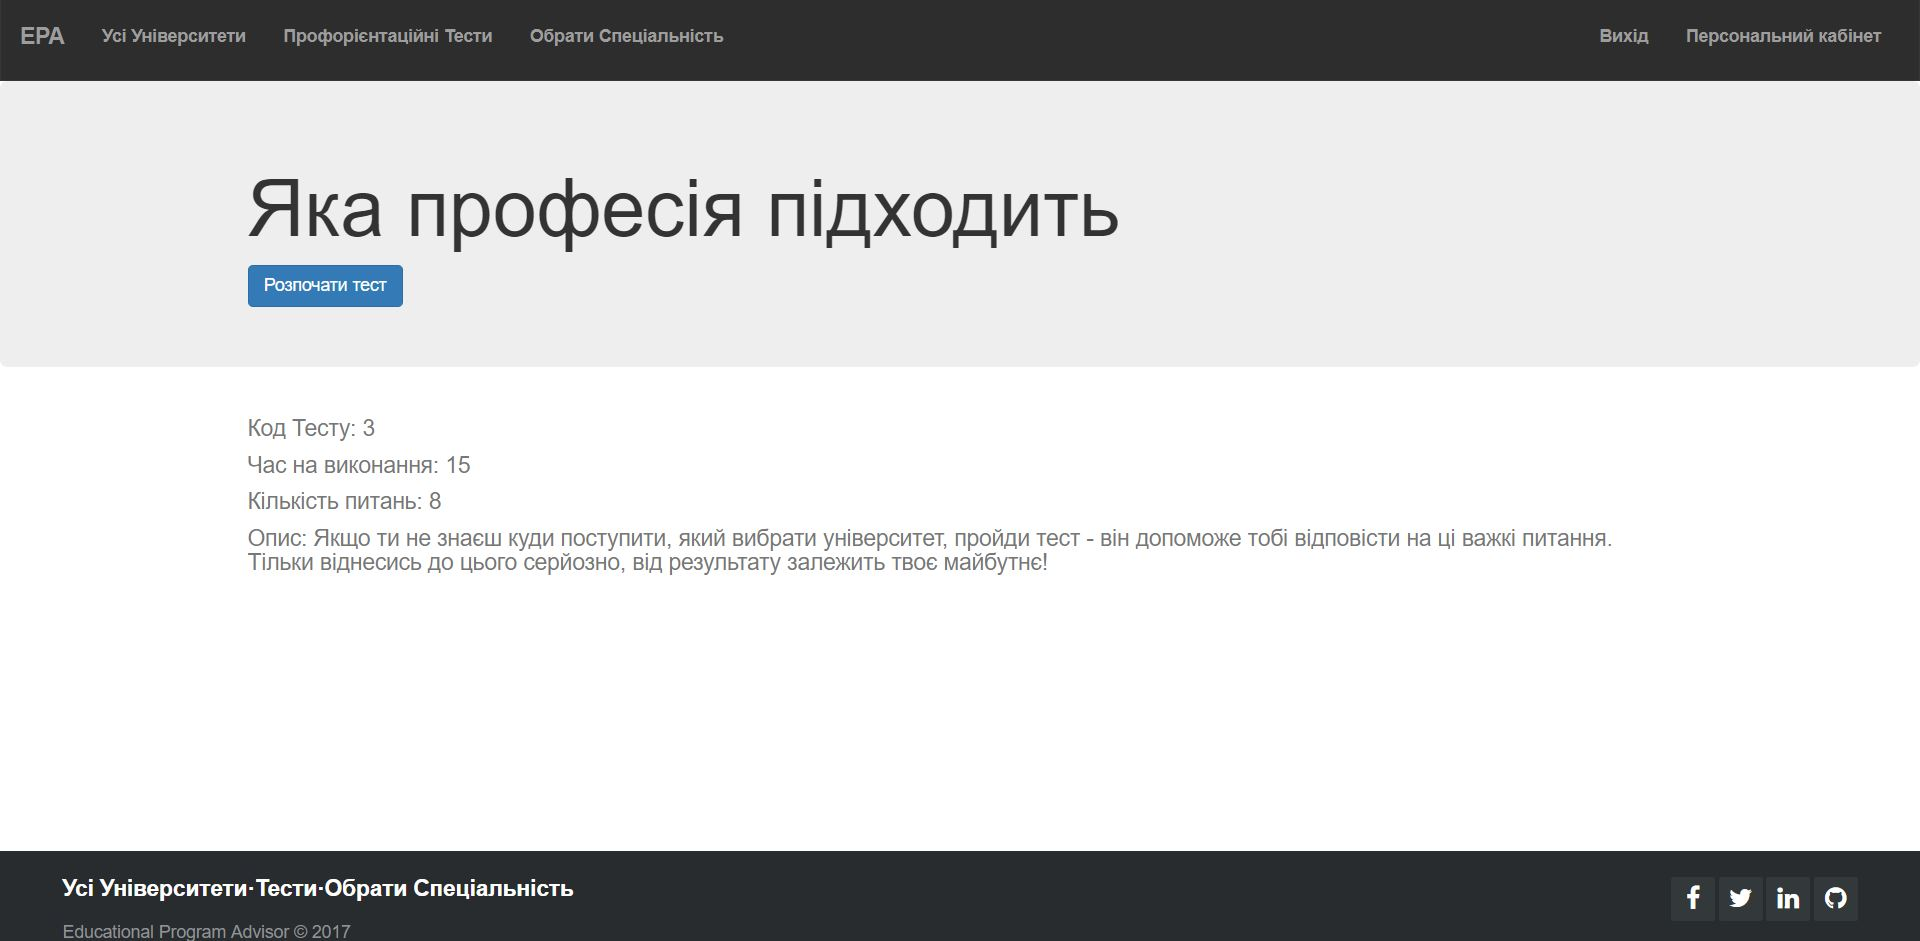 EPA Усі Університети Профорієнтаційні Тести Обрати Спеціальність Вихід Персональний кабінет
Яка професія підходить
Розпочати тест
Код Тесту: 3
Час на виконання: 15
Кількість питань: 8
Опис: Якщо ти не знаєш куди поступити, який вибрати університет, пройди тест - він допоможе тобі відповісти на ці важкі питання.
Тільки віднесись до цього серйозно, від результату залежить твоє майбутнє!
Усі Університети·Тести·Обрати Спеціальність
Educational Program Advisor © 2017